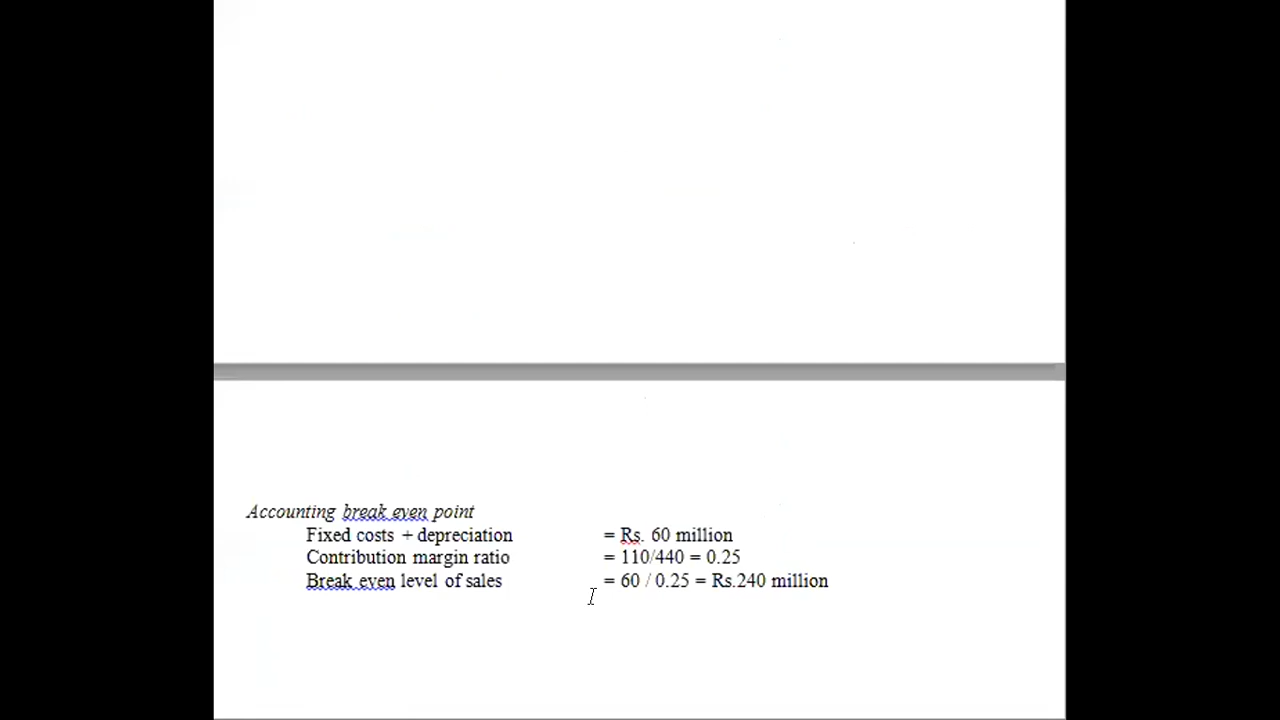 Accounting break even point
Fixed costs + depreciation = Rs. 60 million
Contribution margin ratio = 110/440 = 0.25
Break even level of sales = 60 / 0.25 = Rs.240 million